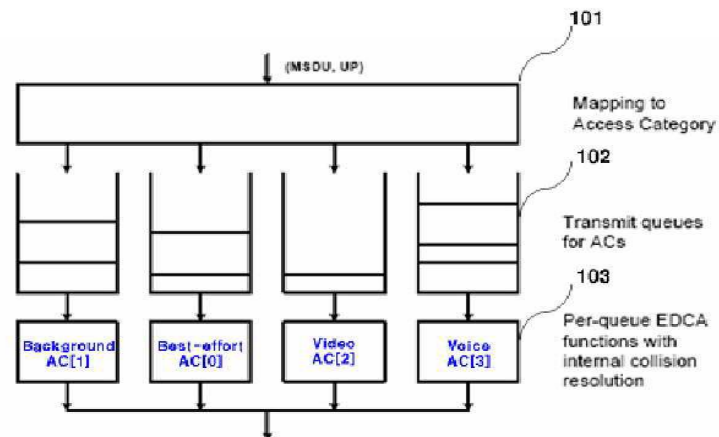 101
(MSDU, UP)
Mapping to
Access Category
102
Transmit queues
for ACs
103
Per-queue EDCA
functions with
internal collision
resolution
Background
AC[1]
Best-effort
AC[0]
Video
AC[2]
Voice
AC[3]